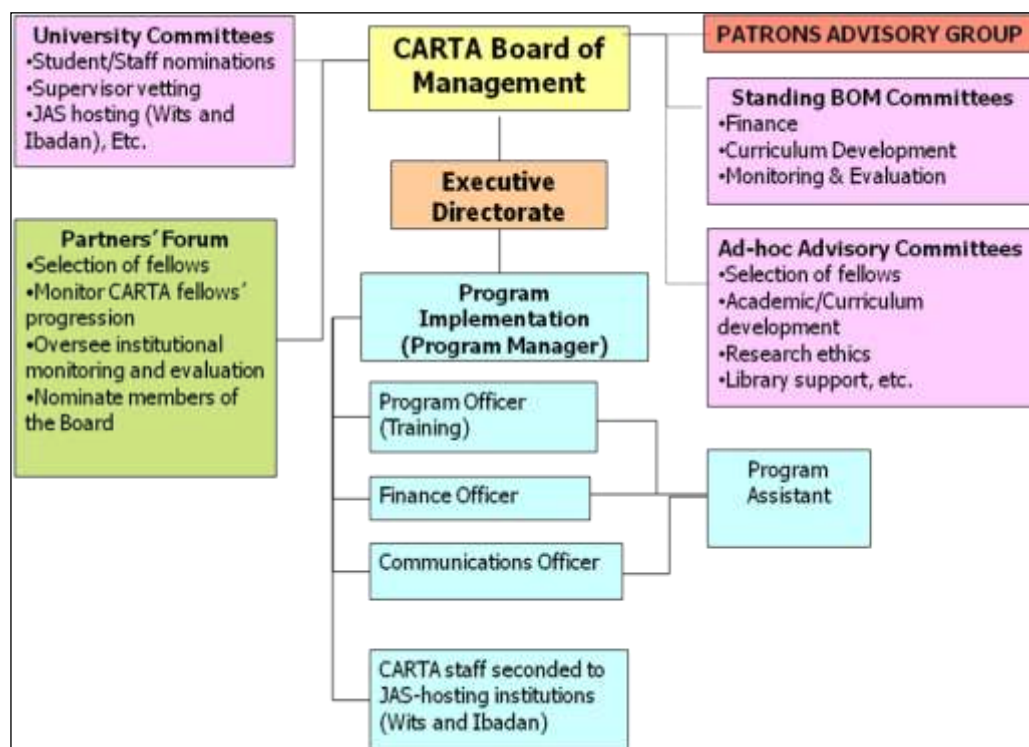 University Committees
•Student/Staff nominations
•Supervisor vetting
•JAS hosting (Wits and
Ibadan), Etc.
CARTA Board of
Management
PATRONS ADVISORY GROUP
Standing BOM Committees
•Finance
•Curriculum Development
•Monitoring & Evaluation
Executive
Directorate
Partners´ Forum
•Selection of fellows
•Monitor CARTA fellows´
progression
•Oversee institutional
monitoring and evaluation
•Nominate members of
the Board
Ad-hoc Advisory Committees
•Selection of fellows
•Academic/Curriculum
development
•Research ethics
•Library support, etc.
Program
Implementation
(Program Manager)
Program Officer
(Training)
Finance Officer
Communications Officer
Program
Assistant
CARTA staff seconded to
JAS-hosting institutions
(Wits and Ibadan)